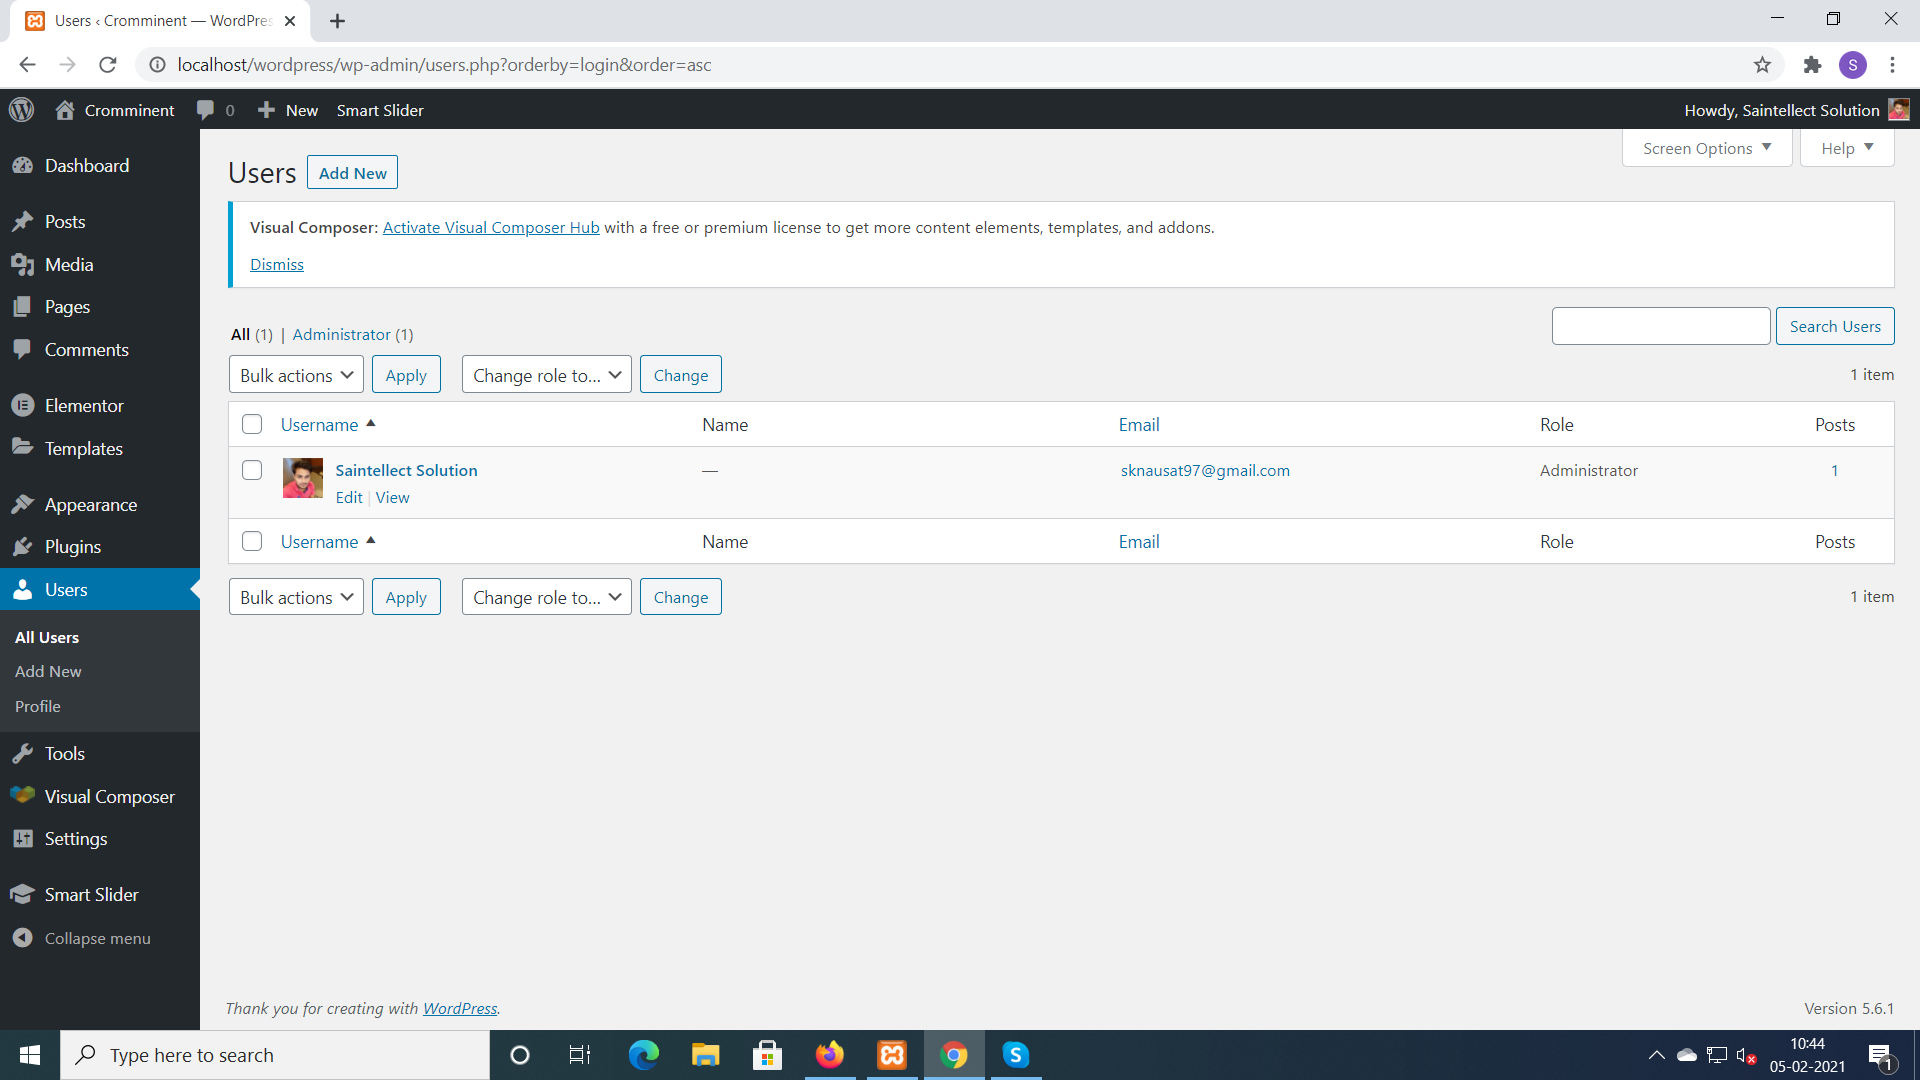 Users ‹ Cromminent — WordPres
localhost/wordpress/wp-admin/users.php?orderby=login&order=asc
S
Cromminent
0
New
Smart Slider
Howdy, Saintellect Solution
Dashboard
Posts
Media
Pages
Comments
Elementor
Templates
Appearance
Plugins
Users
All Users
Add New
Profile
Tools
Visual Composer
Settings
Smart Slider
Collapse menu
Screen Options
Help
Users
Add New
Visual Composer: Activate Visual Composer Hub with a free or premium license to get more content elements, templates, and addons.
Dismiss
All (1) | Administrator (1)
Search Users
Bulk actions
Apply
Change role to...
Change
1 item
Username
Name
Email
Role
Posts
Saintellect Solution
—
sknausat97@gmail.com
Administrator
1
Edit | View
Username
Name
Email
Role
Posts
Bulk actions
Apply
Change role to...
Change
1 item
Thank you for creating with WordPress.
Version 5.6.1
Type here to search
S
10:44
05-02-2021
1